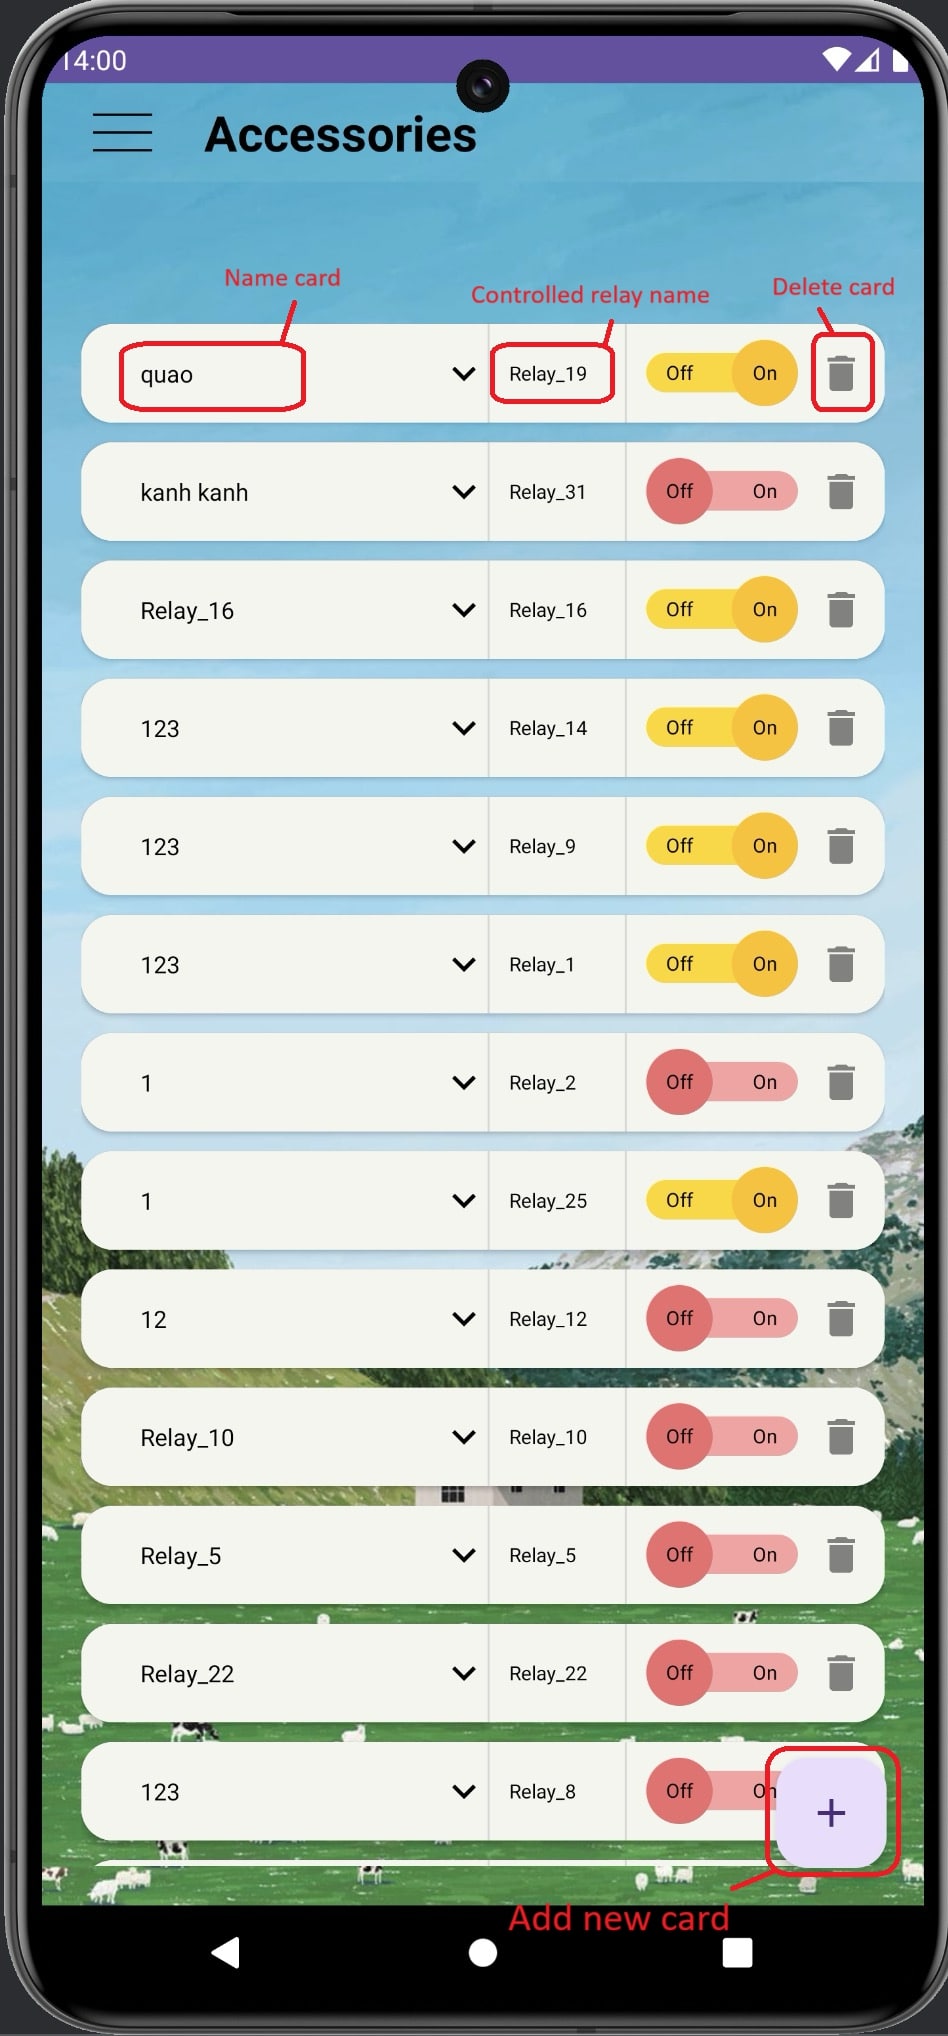 14:00
Accessories
Name card
Controlled relay name
Delete card
quao Relay_19 Off On
kanh kanh Relay_31 Off On
Relay_16 Relay_16 Off On
123 Relay_14 Off On
123 Relay_9 Off On
123 Relay_1 Off On
1 Relay_2 Off On
1 Relay_25 Off On
12 Relay_12 Off On
Relay_10 Relay_10 Off On
Relay_5 Relay_5 Off On
Relay_22 Relay_22 Off On
123 Relay_8 Off On
+
Add new card